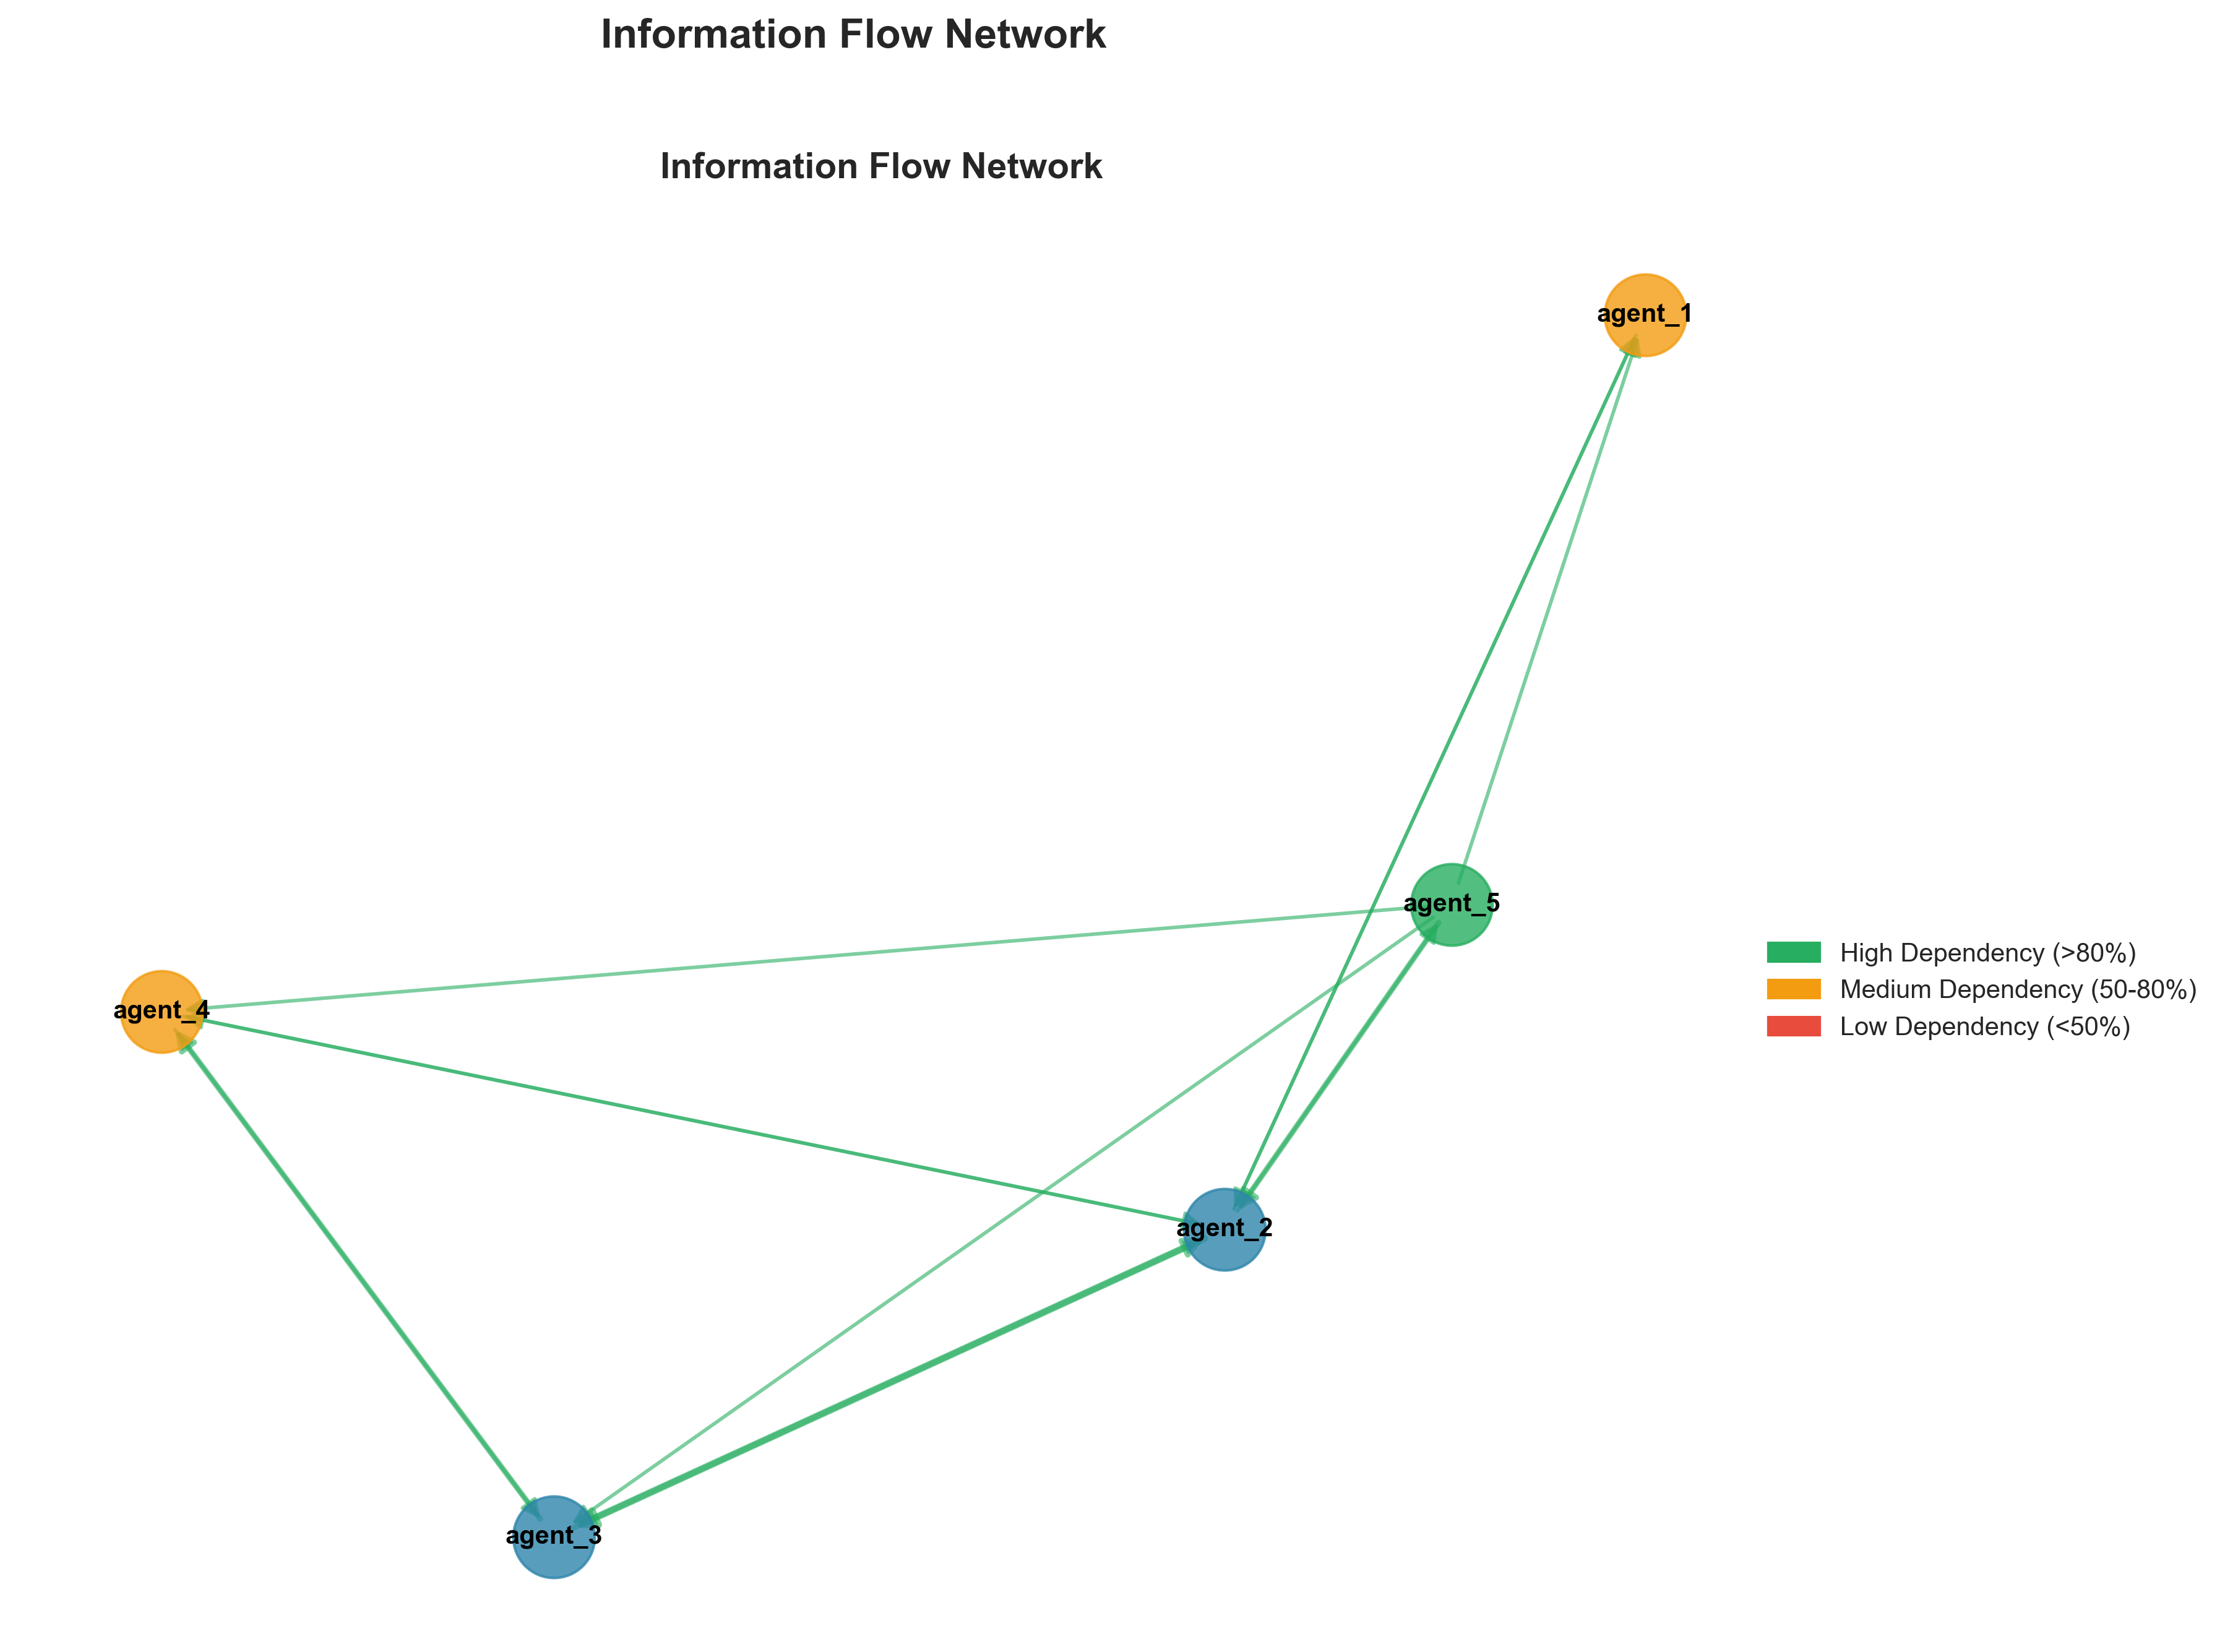 Information Flow Network
Information Flow Network
agent_1
agent_5
High Dependency (>80%)
Medium Dependency (50-80%)
Low Dependency (<50%)
agent_4
agent_2
agent_3